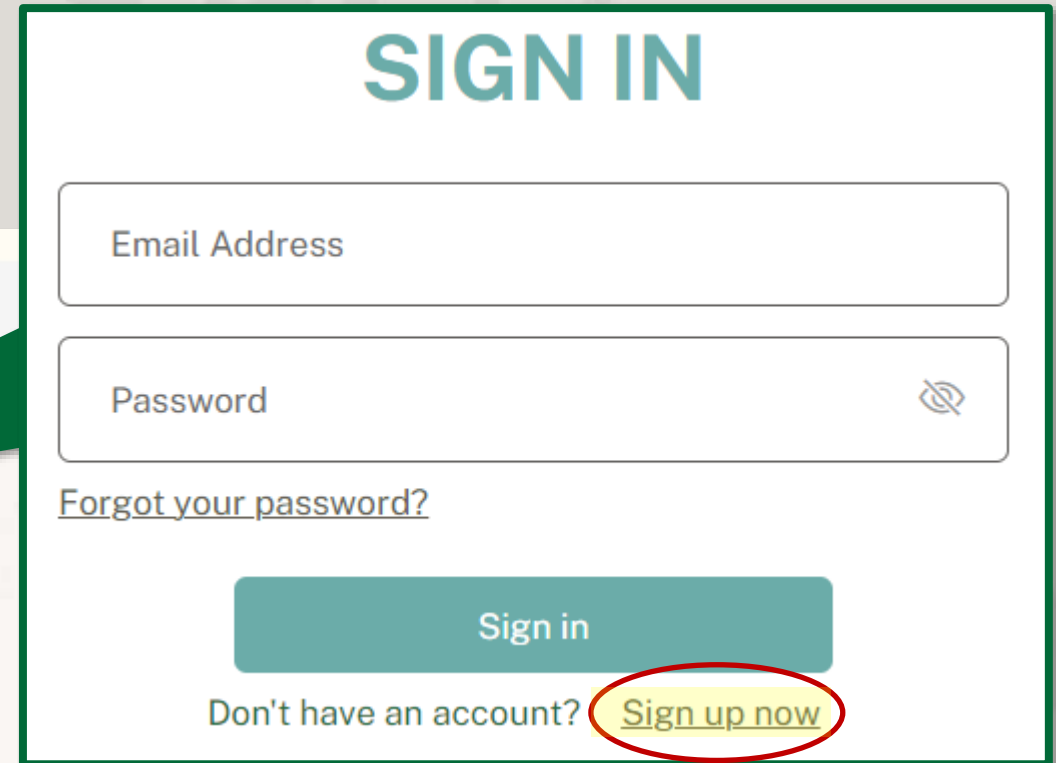 SIGN IN
Email Address
Password
Forgot your password?
Sign in
Don't have an account? Sign up now